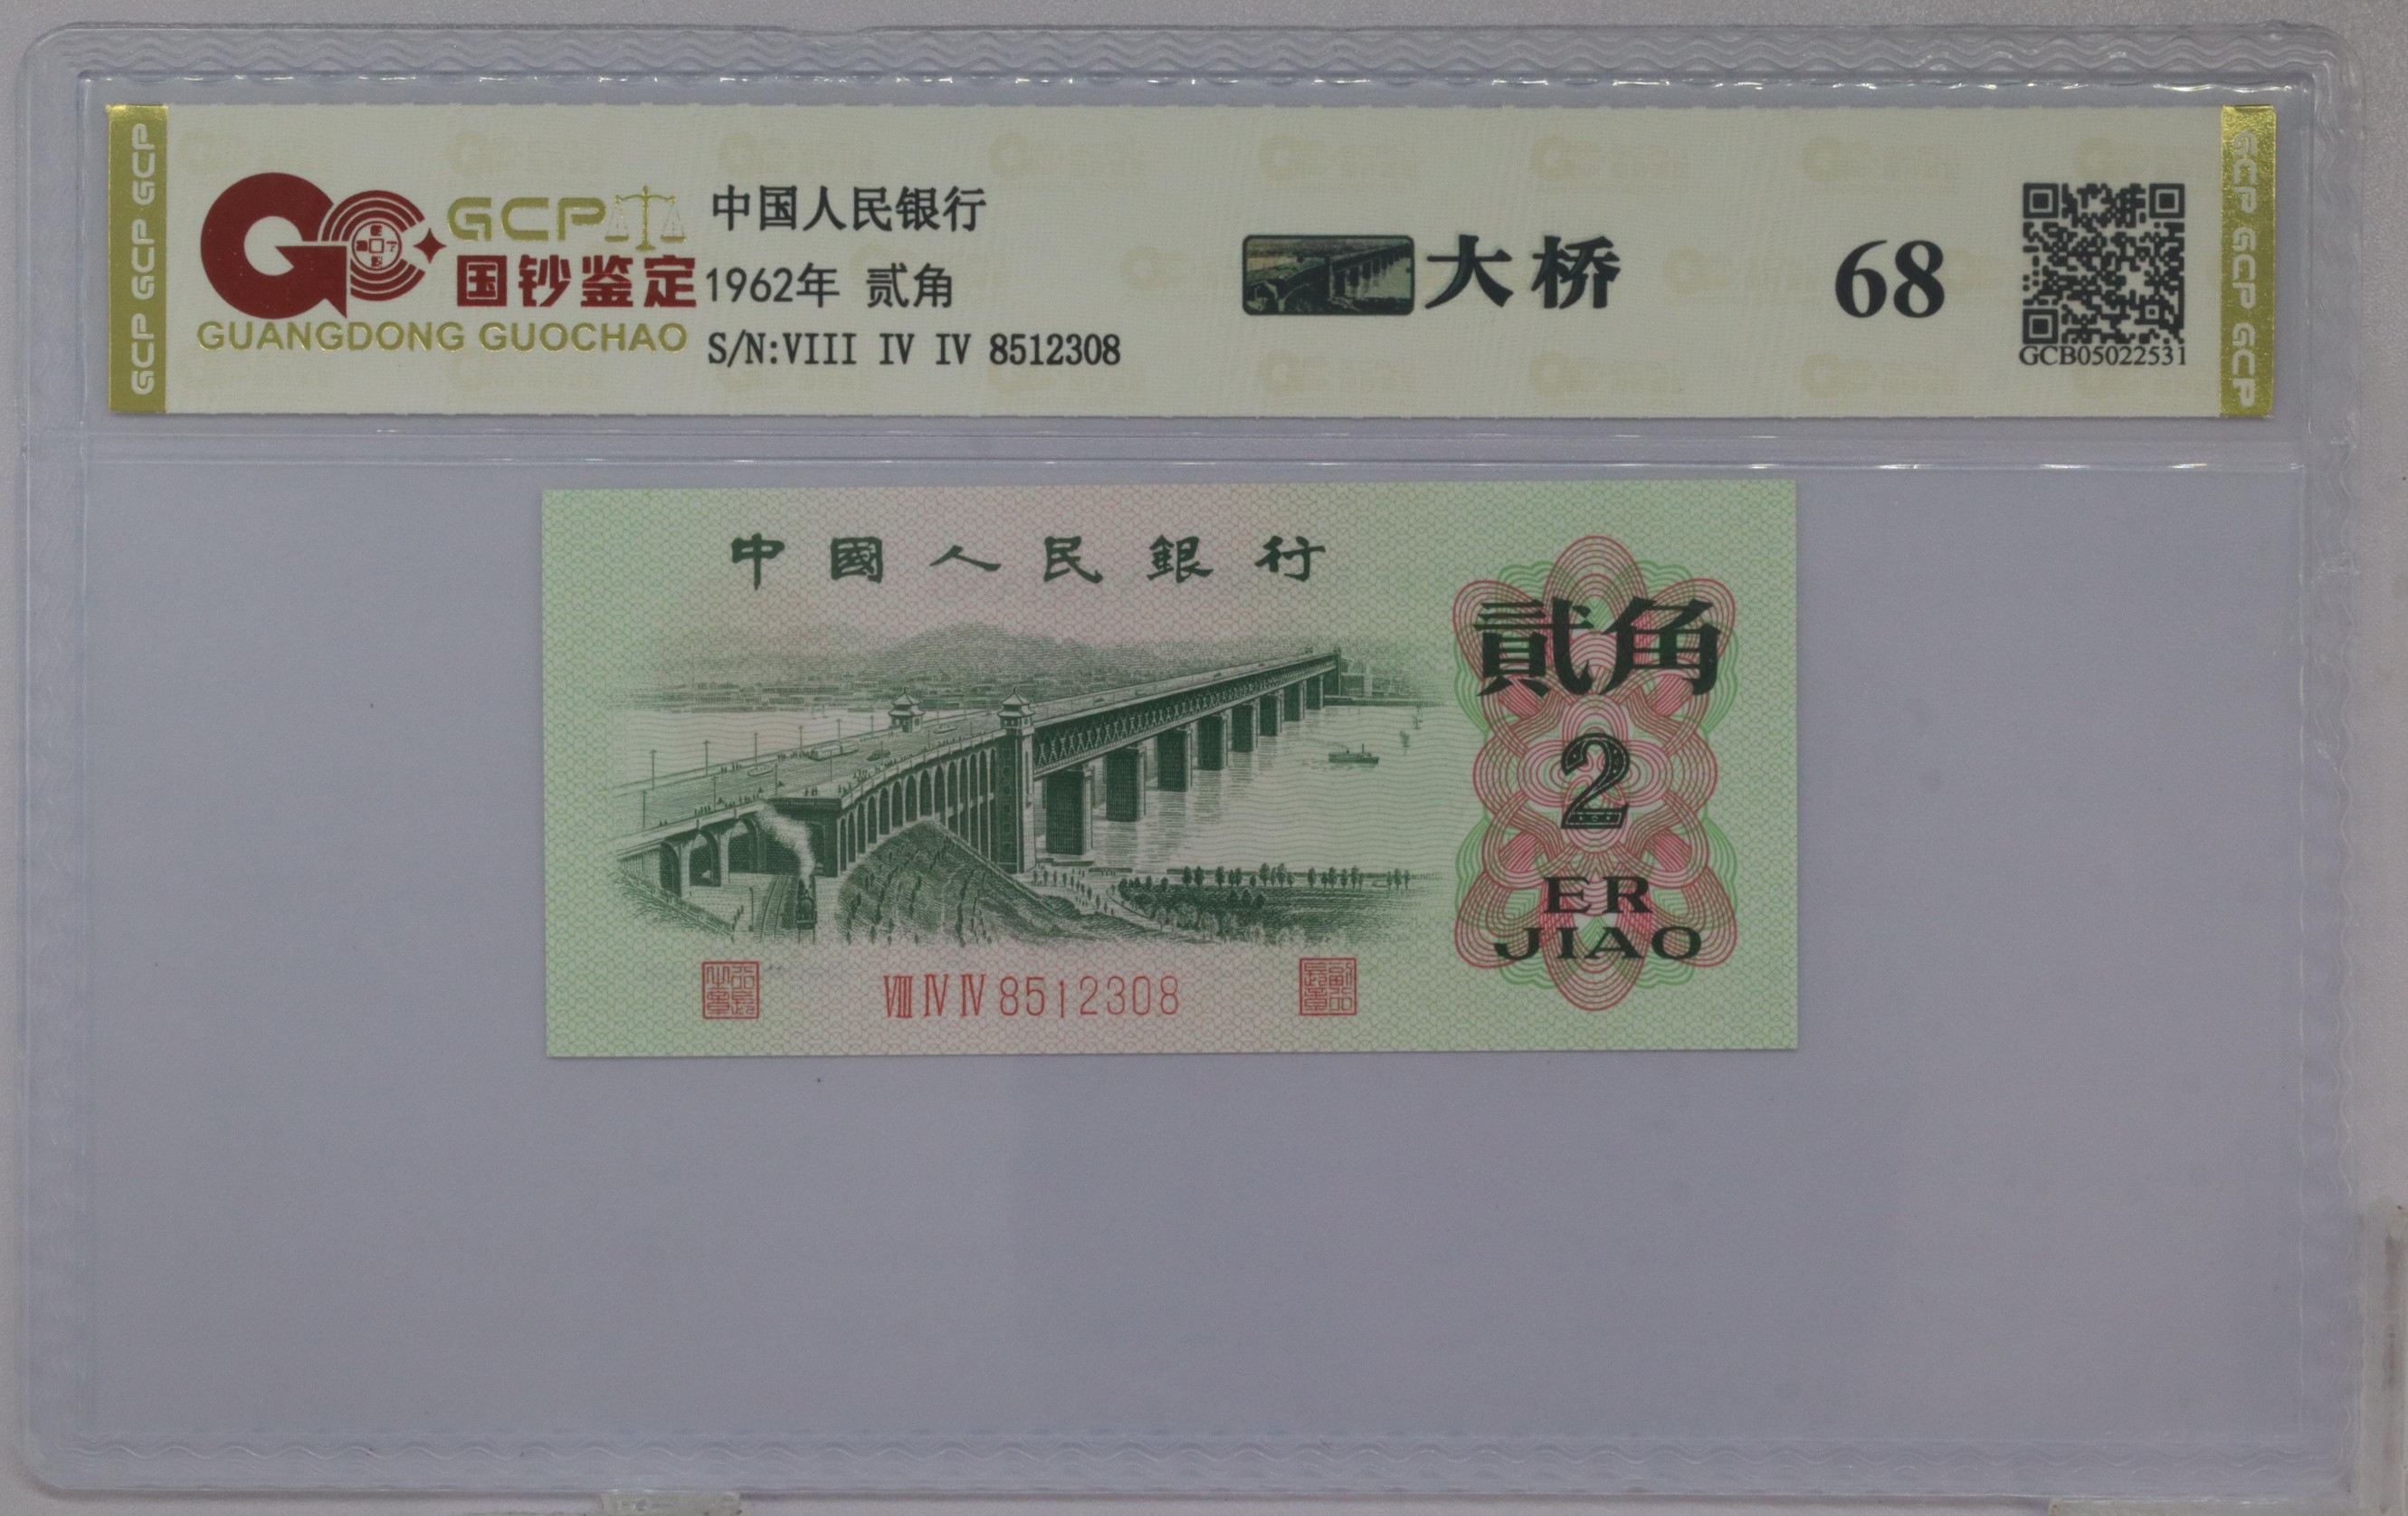 GCP GCP GCP
GCP
国钞鉴定
GUANGDONG GUOCHAO
中国人民银行
1962年 贰角
S/N:VIII IV IV 8512308
大桥
68
GCB05022531
GCP GCP GCP
中國人民銀行
貳角
2
ER
JIAO
VIII IV IV 8512308